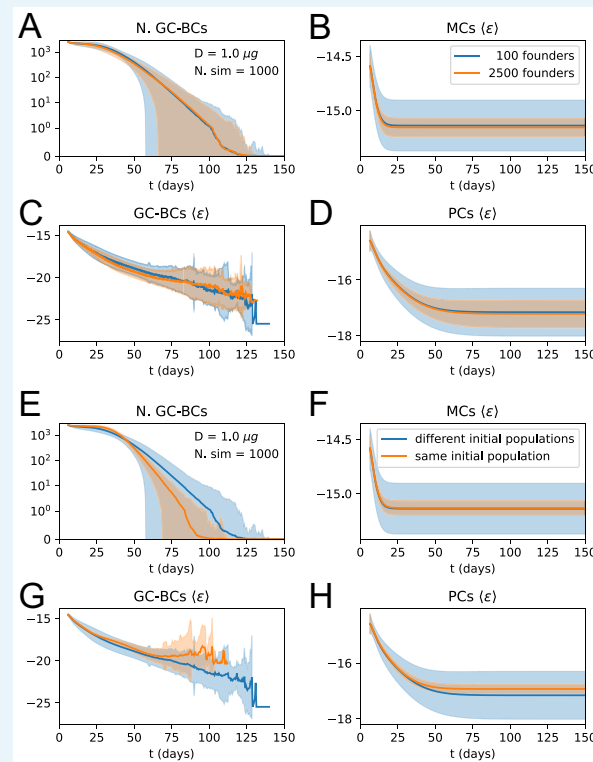 A
N. GC-BCs
D = 1.0 μg
N. sim = 1000
10³
10²
10¹
10⁰
0
0 25 50 75 100 125 150
t (days)
B
MCs ⟨ε⟩
100 founders
2500 founders
−14.5
−15.0
0 25 50 75 100 125 150
t (days)
C
GC-BCs ⟨ε⟩
−15
−20
−25
0 25 50 75 100 125 150
t (days)
D
PCs ⟨ε⟩
−16
−18
0 25 50 75 100 125 150
t (days)
E
N. GC-BCs
D = 1.0 μg
N. sim = 1000
10³
10²
10¹
10⁰
0
0 25 50 75 100 125 150
t (days)
F
MCs ⟨ε⟩
different initial populations
same initial population
−14.5
−15.0
0 25 50 75 100 125 150
t (days)
G
GC-BCs ⟨ε⟩
−15
−20
−25
0 25 50 75 100 125 150
t (days)
H
PCs ⟨ε⟩
−16
−18
0 25 50 75 100 125 150
t (days)